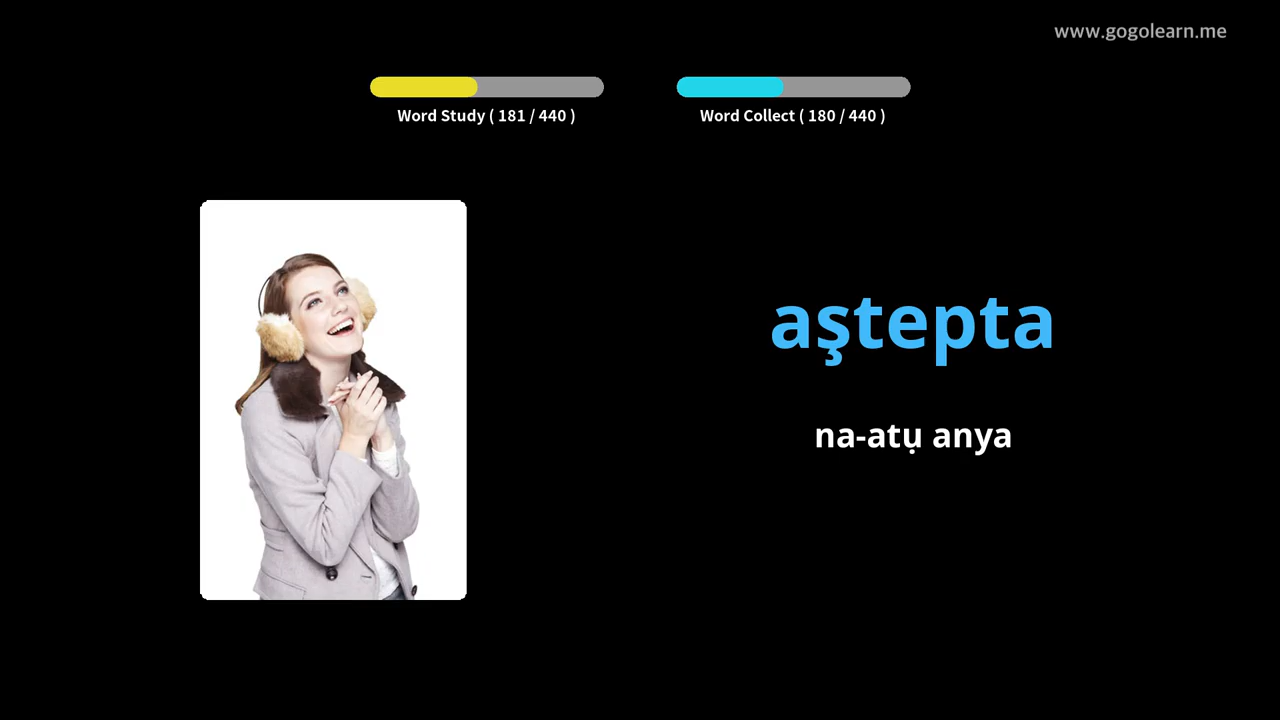 www.gogolearn.me
Word Study ( 181 / 440 )
Word Collect ( 180 / 440 )
aştepta
na-atụ anya